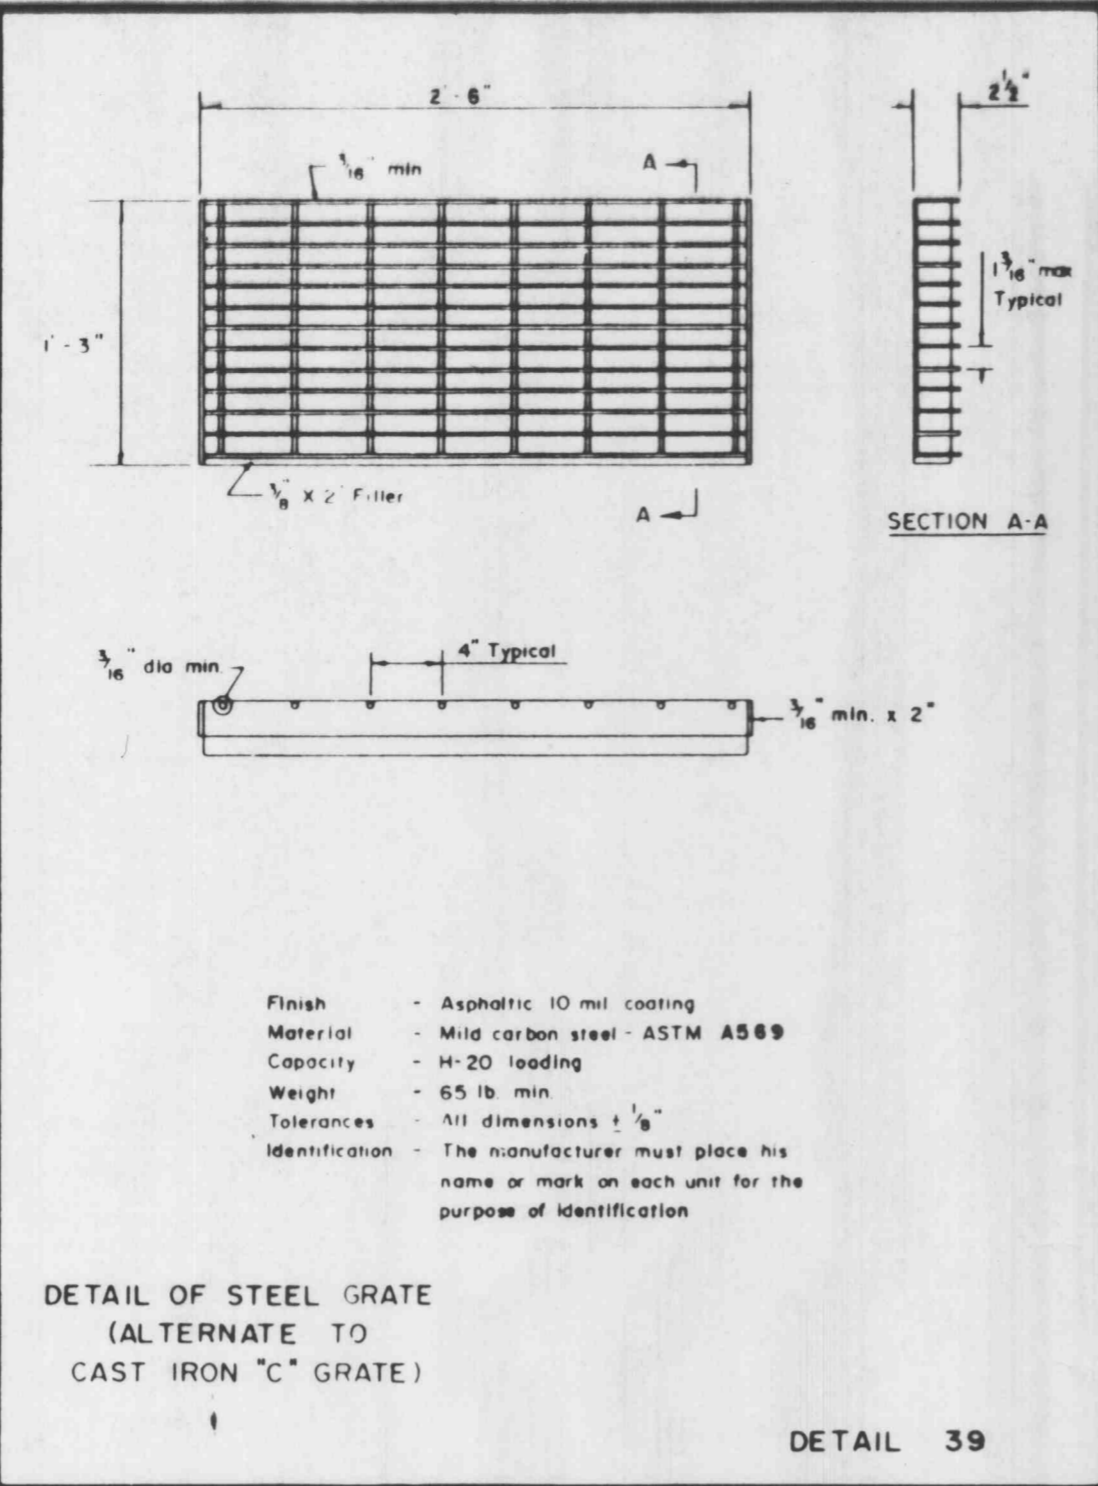 2' - 6"
2 1/2"
3/16" min
A
1 3/16" max
Typical
1' - 3"
3/8" X 2" Filler
A
SECTION A-A
3/16" dia min.
4" Typical
3/16" min. x 2"
Finish - Asphaltic 10 mil coating
Material - Mild carbon steel - ASTM A569
Capacity - H-20 loading
Weight - 65 lb. min.
Tolerances - All dimensions ± 1/8"
Identification - The manufacturer must place his
name or mark on each unit for the
purpose of identification
DETAIL OF STEEL GRATE
(ALTERNATE TO
CAST IRON "C" GRATE)
DETAIL 39